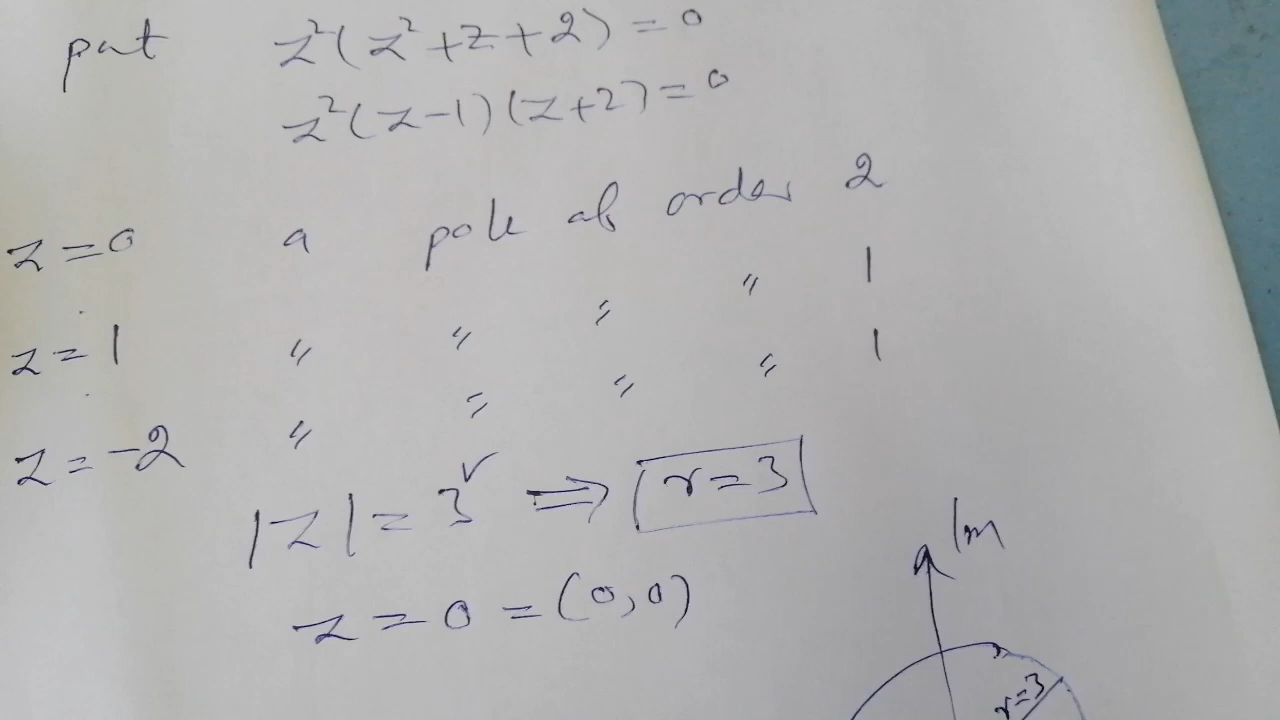 put z²(z²+z+2)=0
z²(z-1)(z+2)=0
z=0 a pole of order 2
z=1 " " " " 1
z=-2 " " " " 1
|z|=3 ⇒ r=3
z=0=(0,0)
Im
r=3